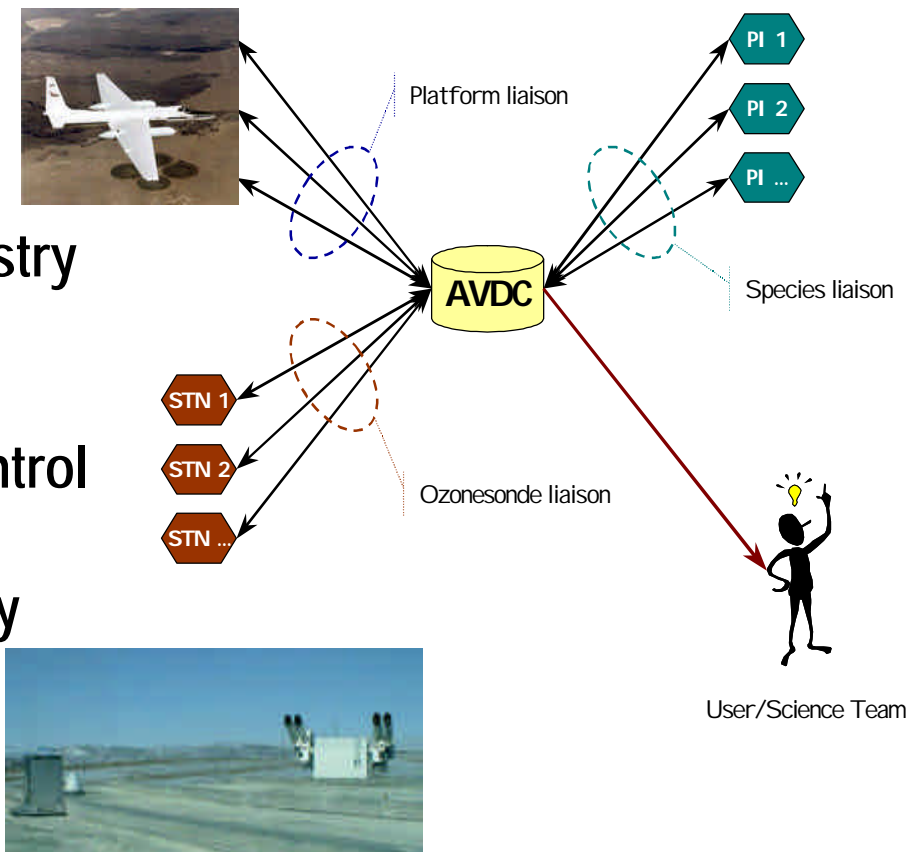 PI 1
PI 2
PI ...
Platform liaison
stry
AVDC
Species liaison
STN 1
STN 2
STN ...
ntrol
Ozonesonde liaison
y
User/Science Team